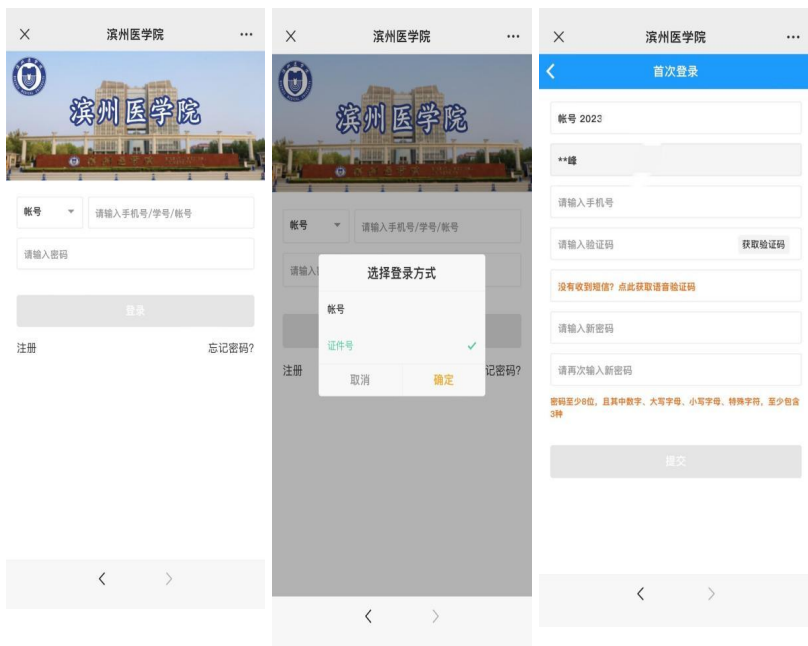 滨州医学院
滨州医学院
帐号
请输入手机号/学号/帐号
请输入密码
登录
注册
忘记密码?
滨州医学院
滨州医学院
帐号
请输入手机号/学号/帐号
请输入
选择登录方式
帐号
证件号
取消
确定
注册
记密码?
滨州医学院
首次登录
帐号 2023
**峰
请输入手机号
请输入验证码
获取验证码
没有收到短信? 点此获取语音验证码
请输入新密码
请再次输入新密码
密码至少8位，且其中数字、大写字母、小写字母、特殊字符，至少包含
3种
提交